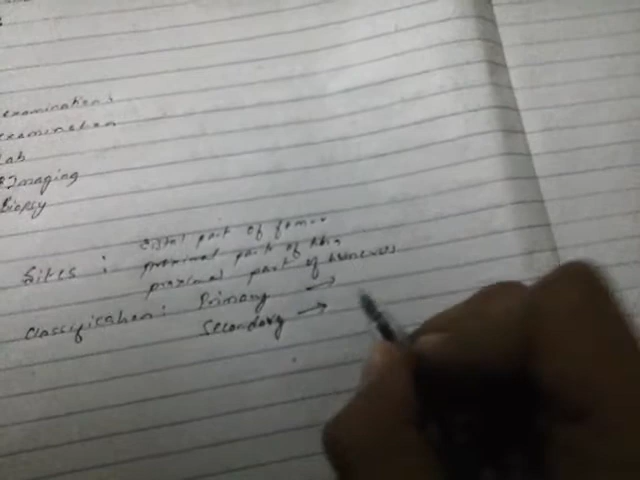 examination:
examination
Lab
Imaging
Biopsy
Sites : distal part of femur
proximal part of tibia
proximal part of humerus
Classification : Primary →
Secondary →